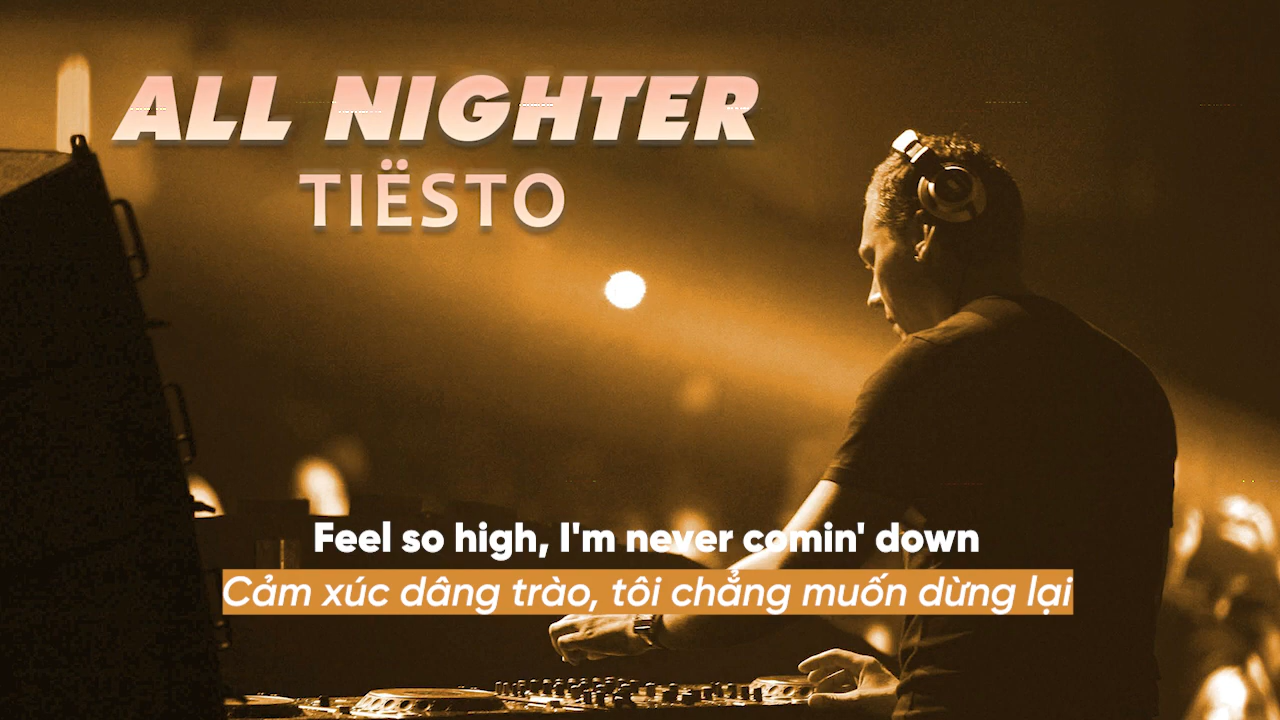 ALL NIGHTER
TIËSTO
Feel so high, I'm never comin' down
Cảm xúc dâng trào, tôi chẳng muốn dừng lại